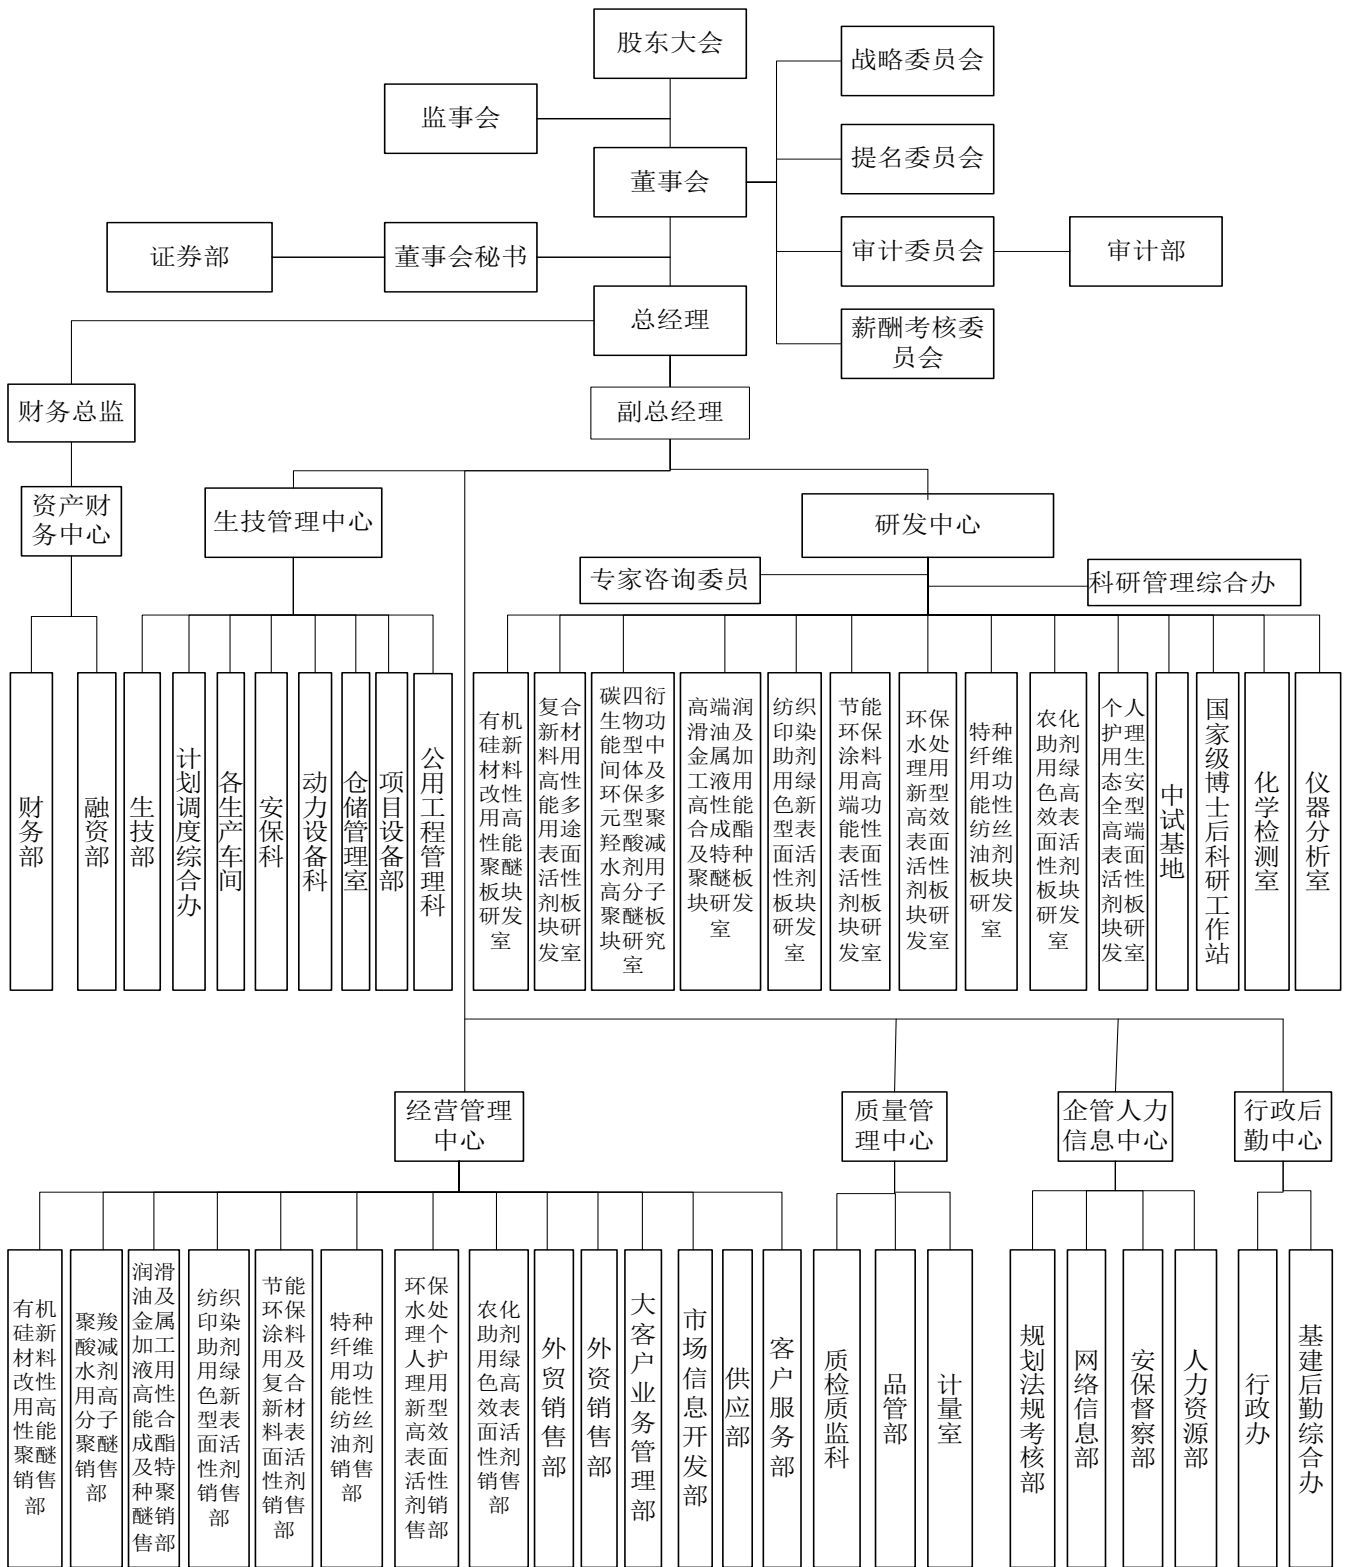 股东大会
战略委员会
监事会
提名委员会
董事会
证券部
董事会秘书
审计委员会
审计部
总经理
薪酬考核委
员会
财务总监
副总经理
资产财
务中心
生技管理中心
研发中心
专家咨询委员
科研管理综合办
财务部
融资部
生技部
计划调度综合办
各生产车间
安保科
动力设备科
仓储管理室
项目设备部
公用工程管理科
有机硅新材料改性用高性能聚醚板块研发室
复合新材料用高性能多用途表面活性剂板块研发室
碳四衍生物功能型中间体及环保多元型聚羟酸减水剂用高分子聚醚板块研究室
高端润滑油及金属加工液用高性能合成酯及特种聚醚板块研发室
纺织印染助剂用绿色新型表面活性剂板块研发室
节能环保涂料用高端功能性表面活性剂板块研发室
环保水处理用新型高效表面活性剂板块研发室
特种纤维用功能性纺丝油剂板块研发室
农化助剂用绿色高效表面活性剂板块研发室
个人护理用生态安全型高端表面活性剂板块研发室
中试基地
国家级博士后科研工作站
化学检测室
仪器分析室
经营管理
中心
质量管
理中心
企管人力
信息中心
行政后
勤中心
有机硅新材料改性用高性能聚醚销售部
聚羧酸减水剂用高分子聚醚销售部
润滑油及金属加工液用高性能合成酯及特种聚醚销售部
纺织印染助剂用绿色新型表面活性剂销售部
节能环保涂料用及复合新材料表面活性剂销售部
特种纤维用功能性纺丝油剂销售部
环保水处理个人护理用新型高效表面活性剂销售部
农化助剂用绿色高效表面活性剂销售部
外贸销售部
外资销售部
大客户业务管理部
市场信息开发部
供应部
客户服务部
质检质监科
品管部
计量室
规划法规考核部
网络信息部
安保督察部
人力资源部
行政办
基建后勤综合办